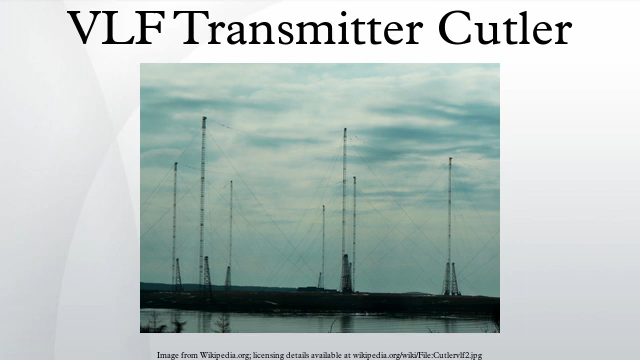 VLF Transmitter Cutler
Image from Wikipedia.org; licensing details available at wikipedia.org/wiki/File:Cutlervlf2.jpg